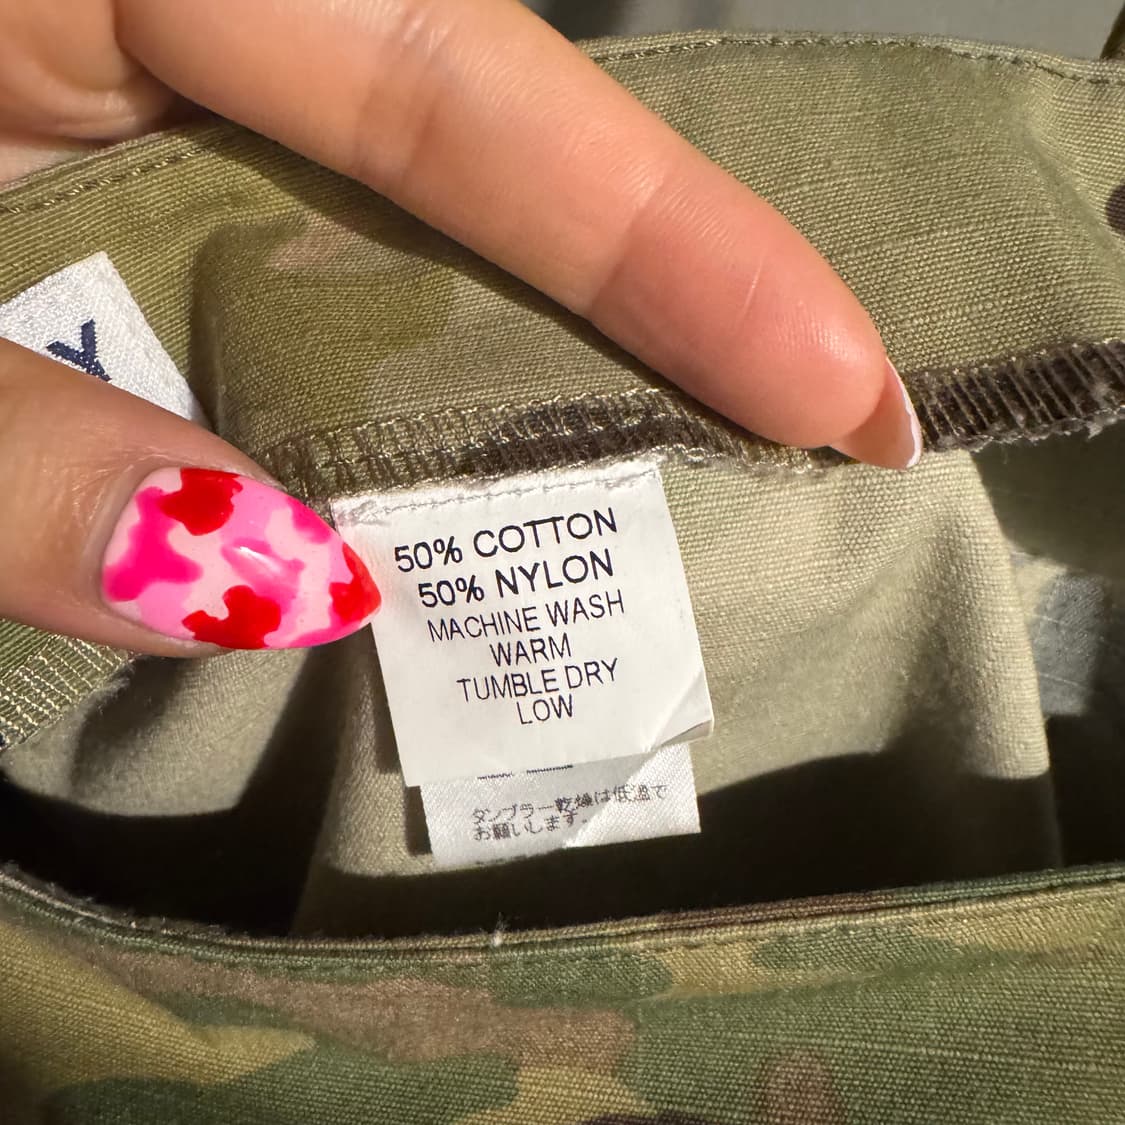 X
50% COTTON
50% NYLON
MACHINE WASH
WARM
TUMBLE DRY
LOW
タンブラー乾燥は低温で
お願いします。